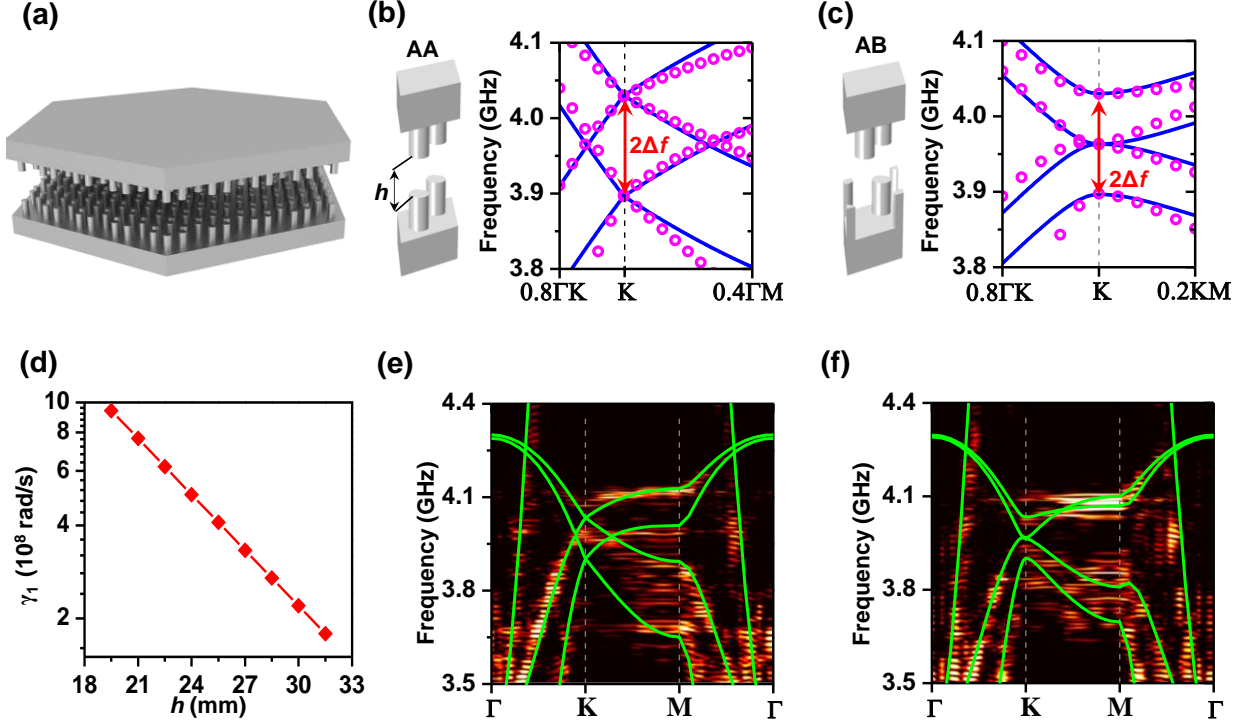 (a)
(b)
AA
h
Frequency (GHz)
4.1
4.0
3.9
3.8
2Δf
0.8ΓK
K
0.4ΓM
(c)
AB
Frequency (GHz)
4.1
4.0
3.9
3.8
2Δf
0.8ΓK
K
0.2KM
(d)
γ1 (10^8 rad/s)
10
8
6
4
2
18 21 24 27 30 33
h (mm)
(e)
Frequency (GHz)
4.4
4.1
3.8
3.5
Γ K M Γ
(f)
Frequency (GHz)
4.4
4.1
3.8
3.5
Γ K M Γ